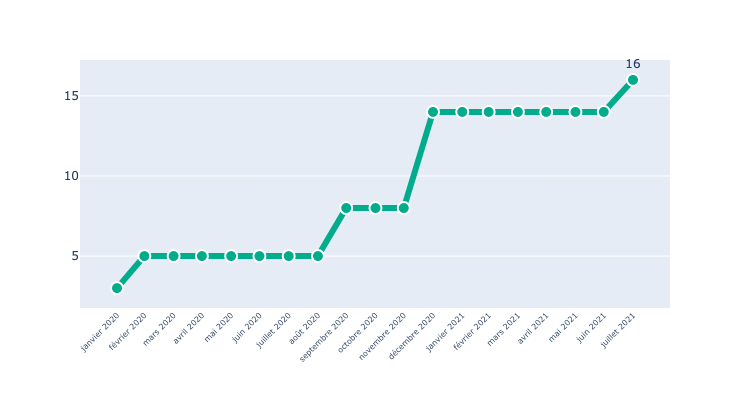 16
15
10
5
janvier 2020
février 2020
mars 2020
avril 2020
mai 2020
juin 2020
juillet 2020
août 2020
septembre 2020
octobre 2020
novembre 2020
décembre 2020
janvier 2021
février 2021
mars 2021
avril 2021
mai 2021
juin 2021
juillet 2021